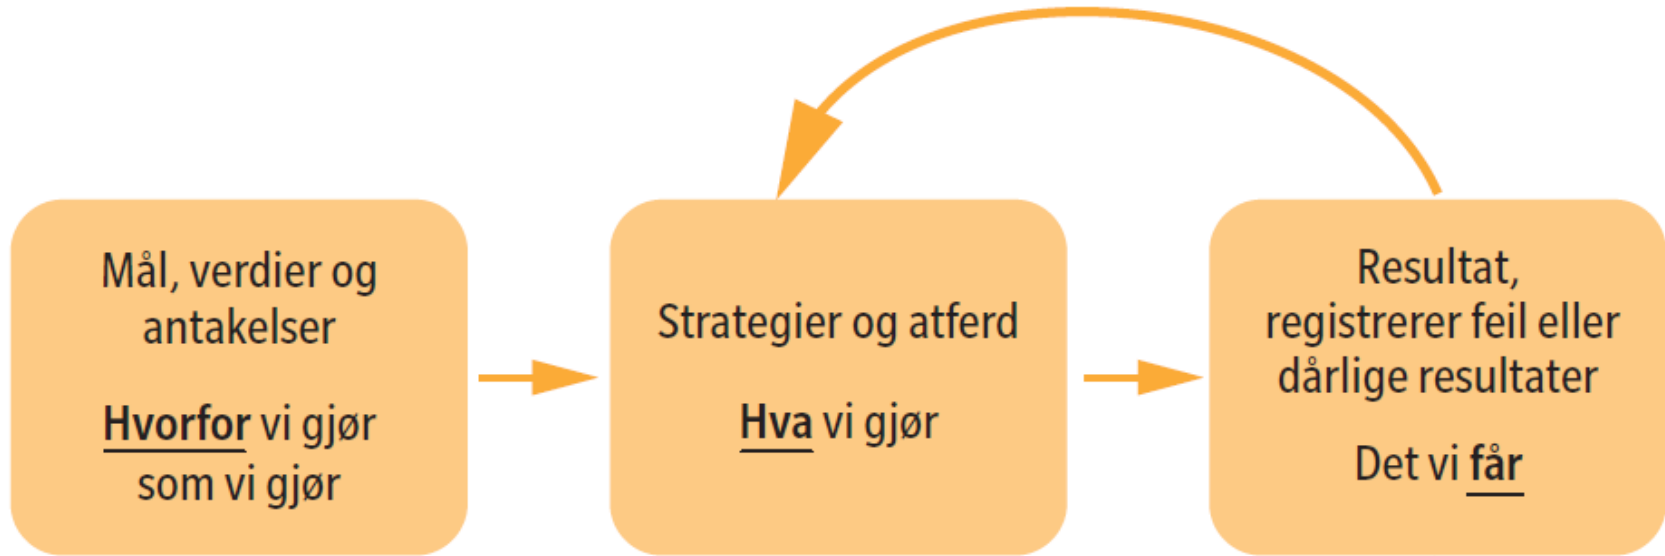 Mål, verdier og
antakelser
Hvorfor vi gjør
som vi gjør
Strategier og atferd
Hva vi gjør
Resultat,
registrerer feil eller
dårlige resultater
Det vi får